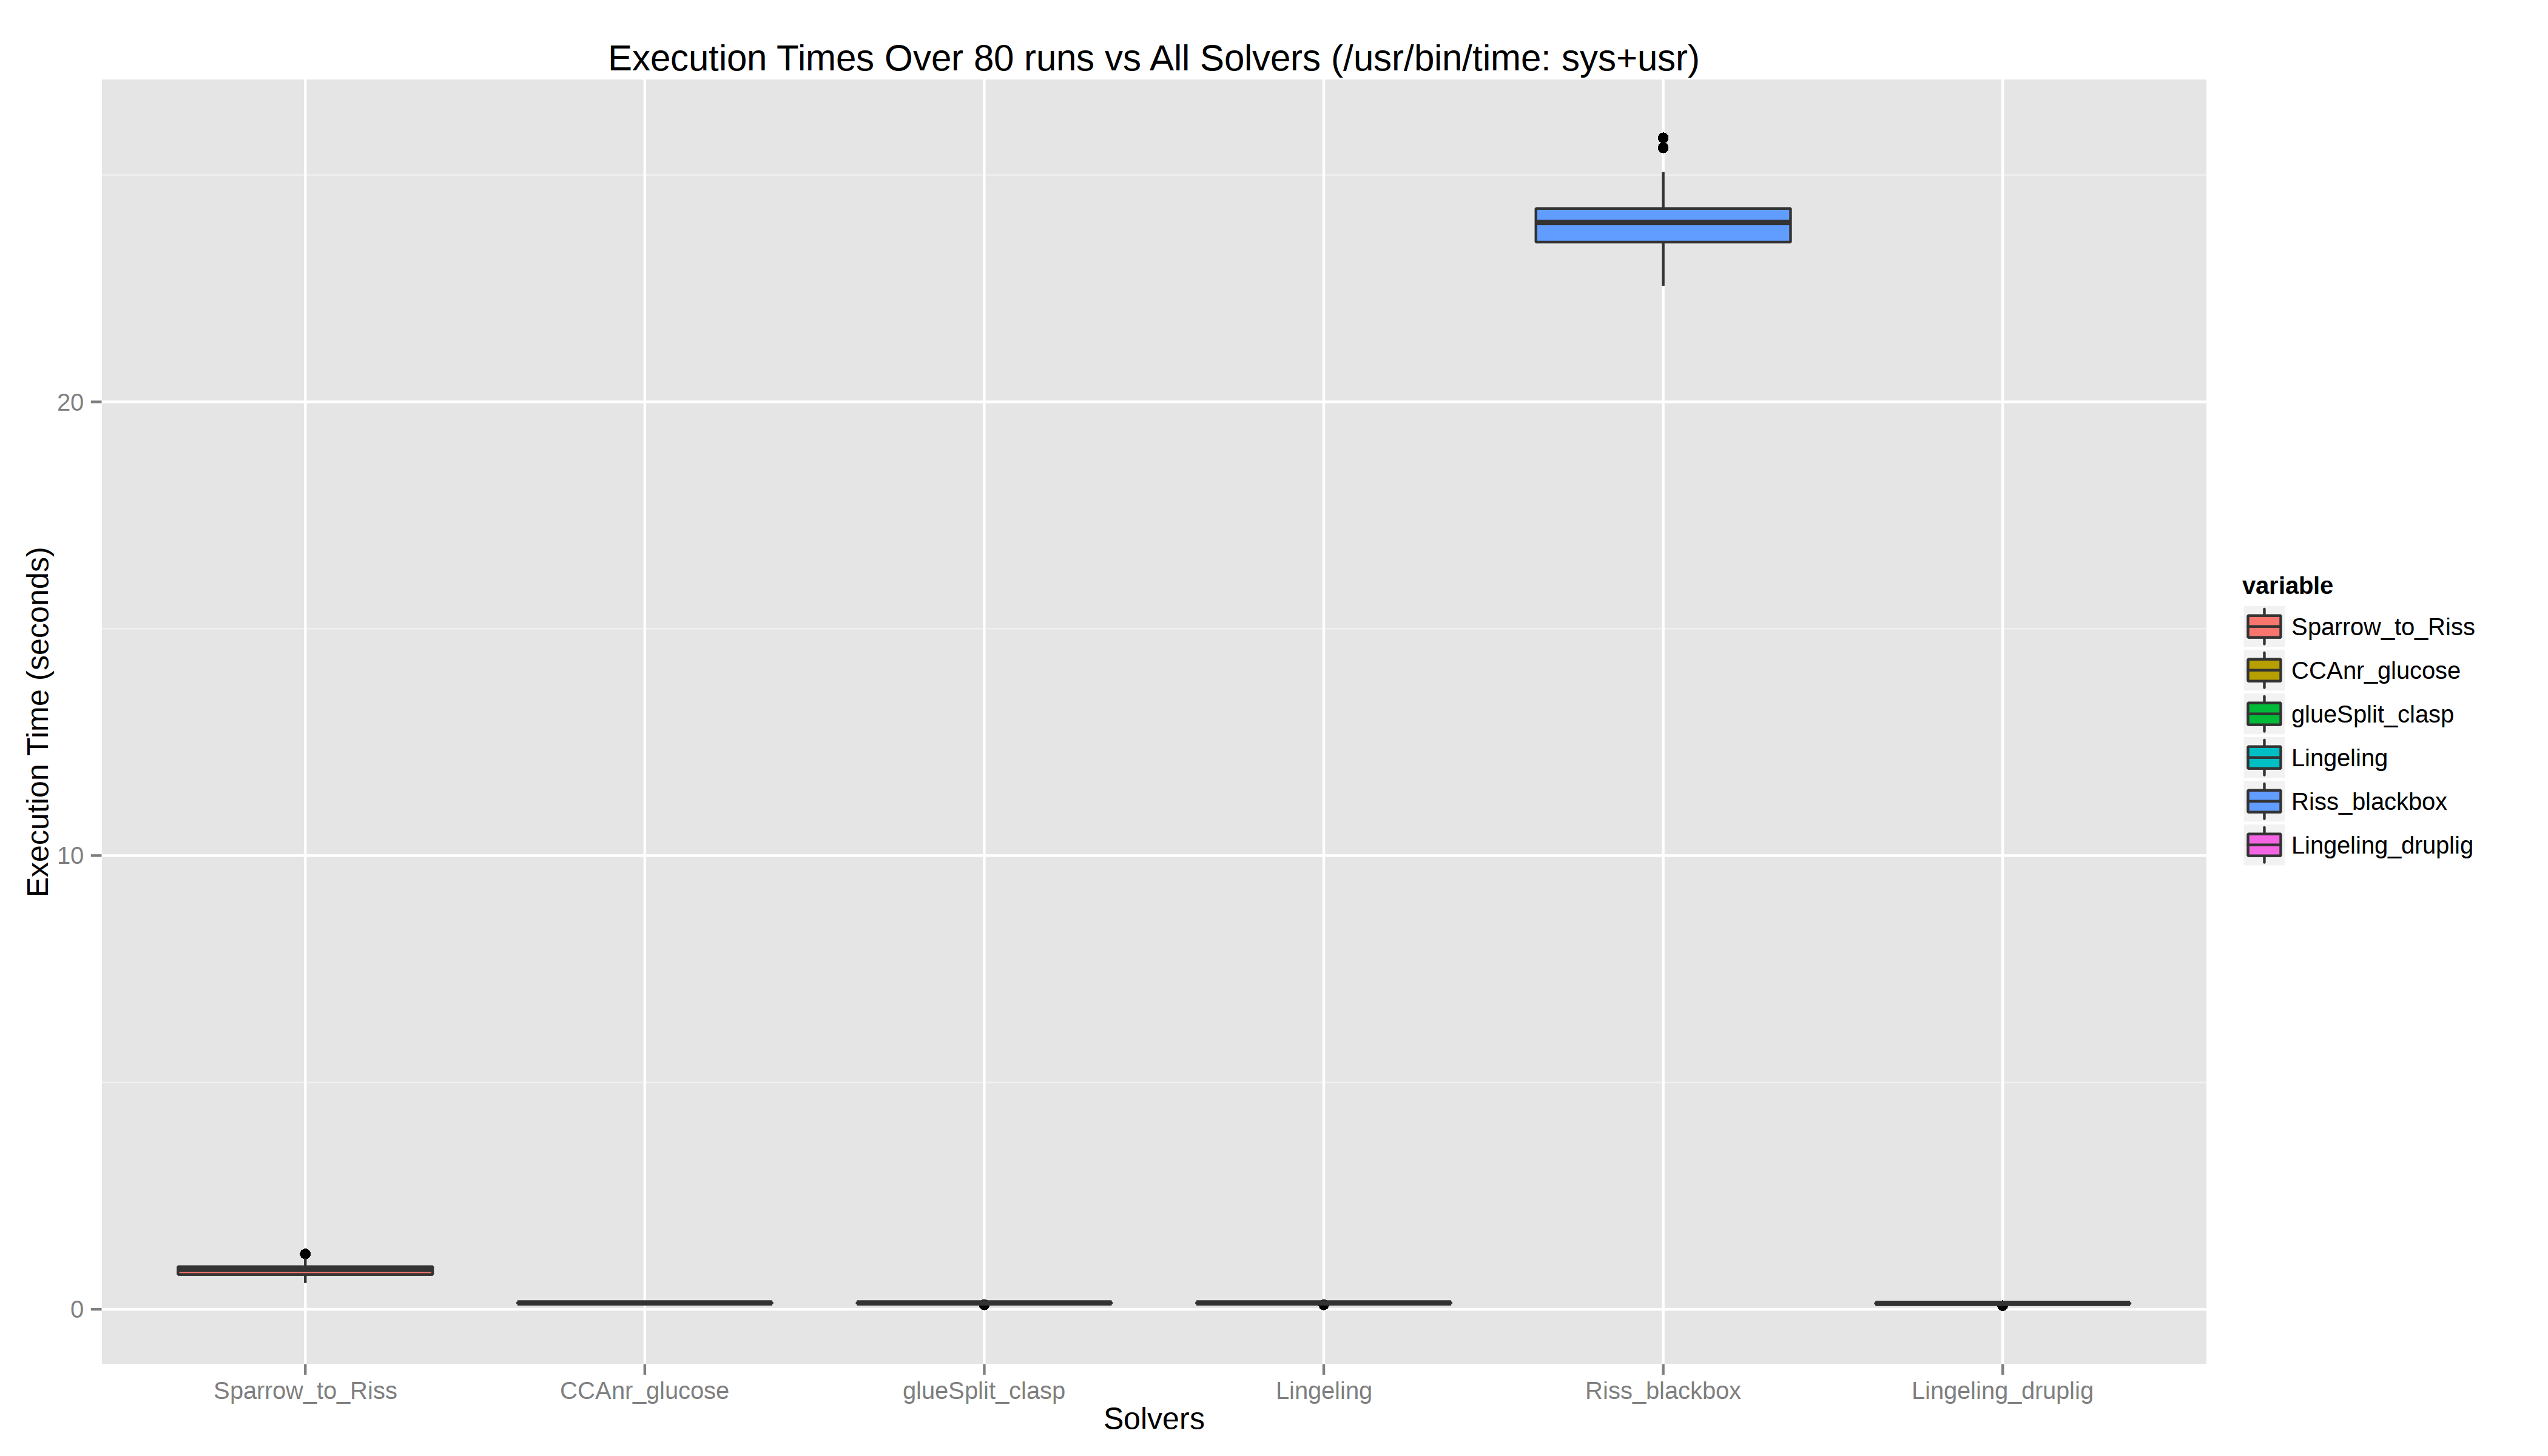 Execution Times Over 80 runs vs All Solvers (/usr/bin/time: sys+usr)
Execution Time (seconds)
20
10
0
Sparrow_to_Riss
CCAnr_glucose
glueSplit_clasp
Lingeling
Riss_blackbox
Lingeling_druplig
Solvers
variable
Sparrow_to_Riss
CCAnr_glucose
glueSplit_clasp
Lingeling
Riss_blackbox
Lingeling_druplig